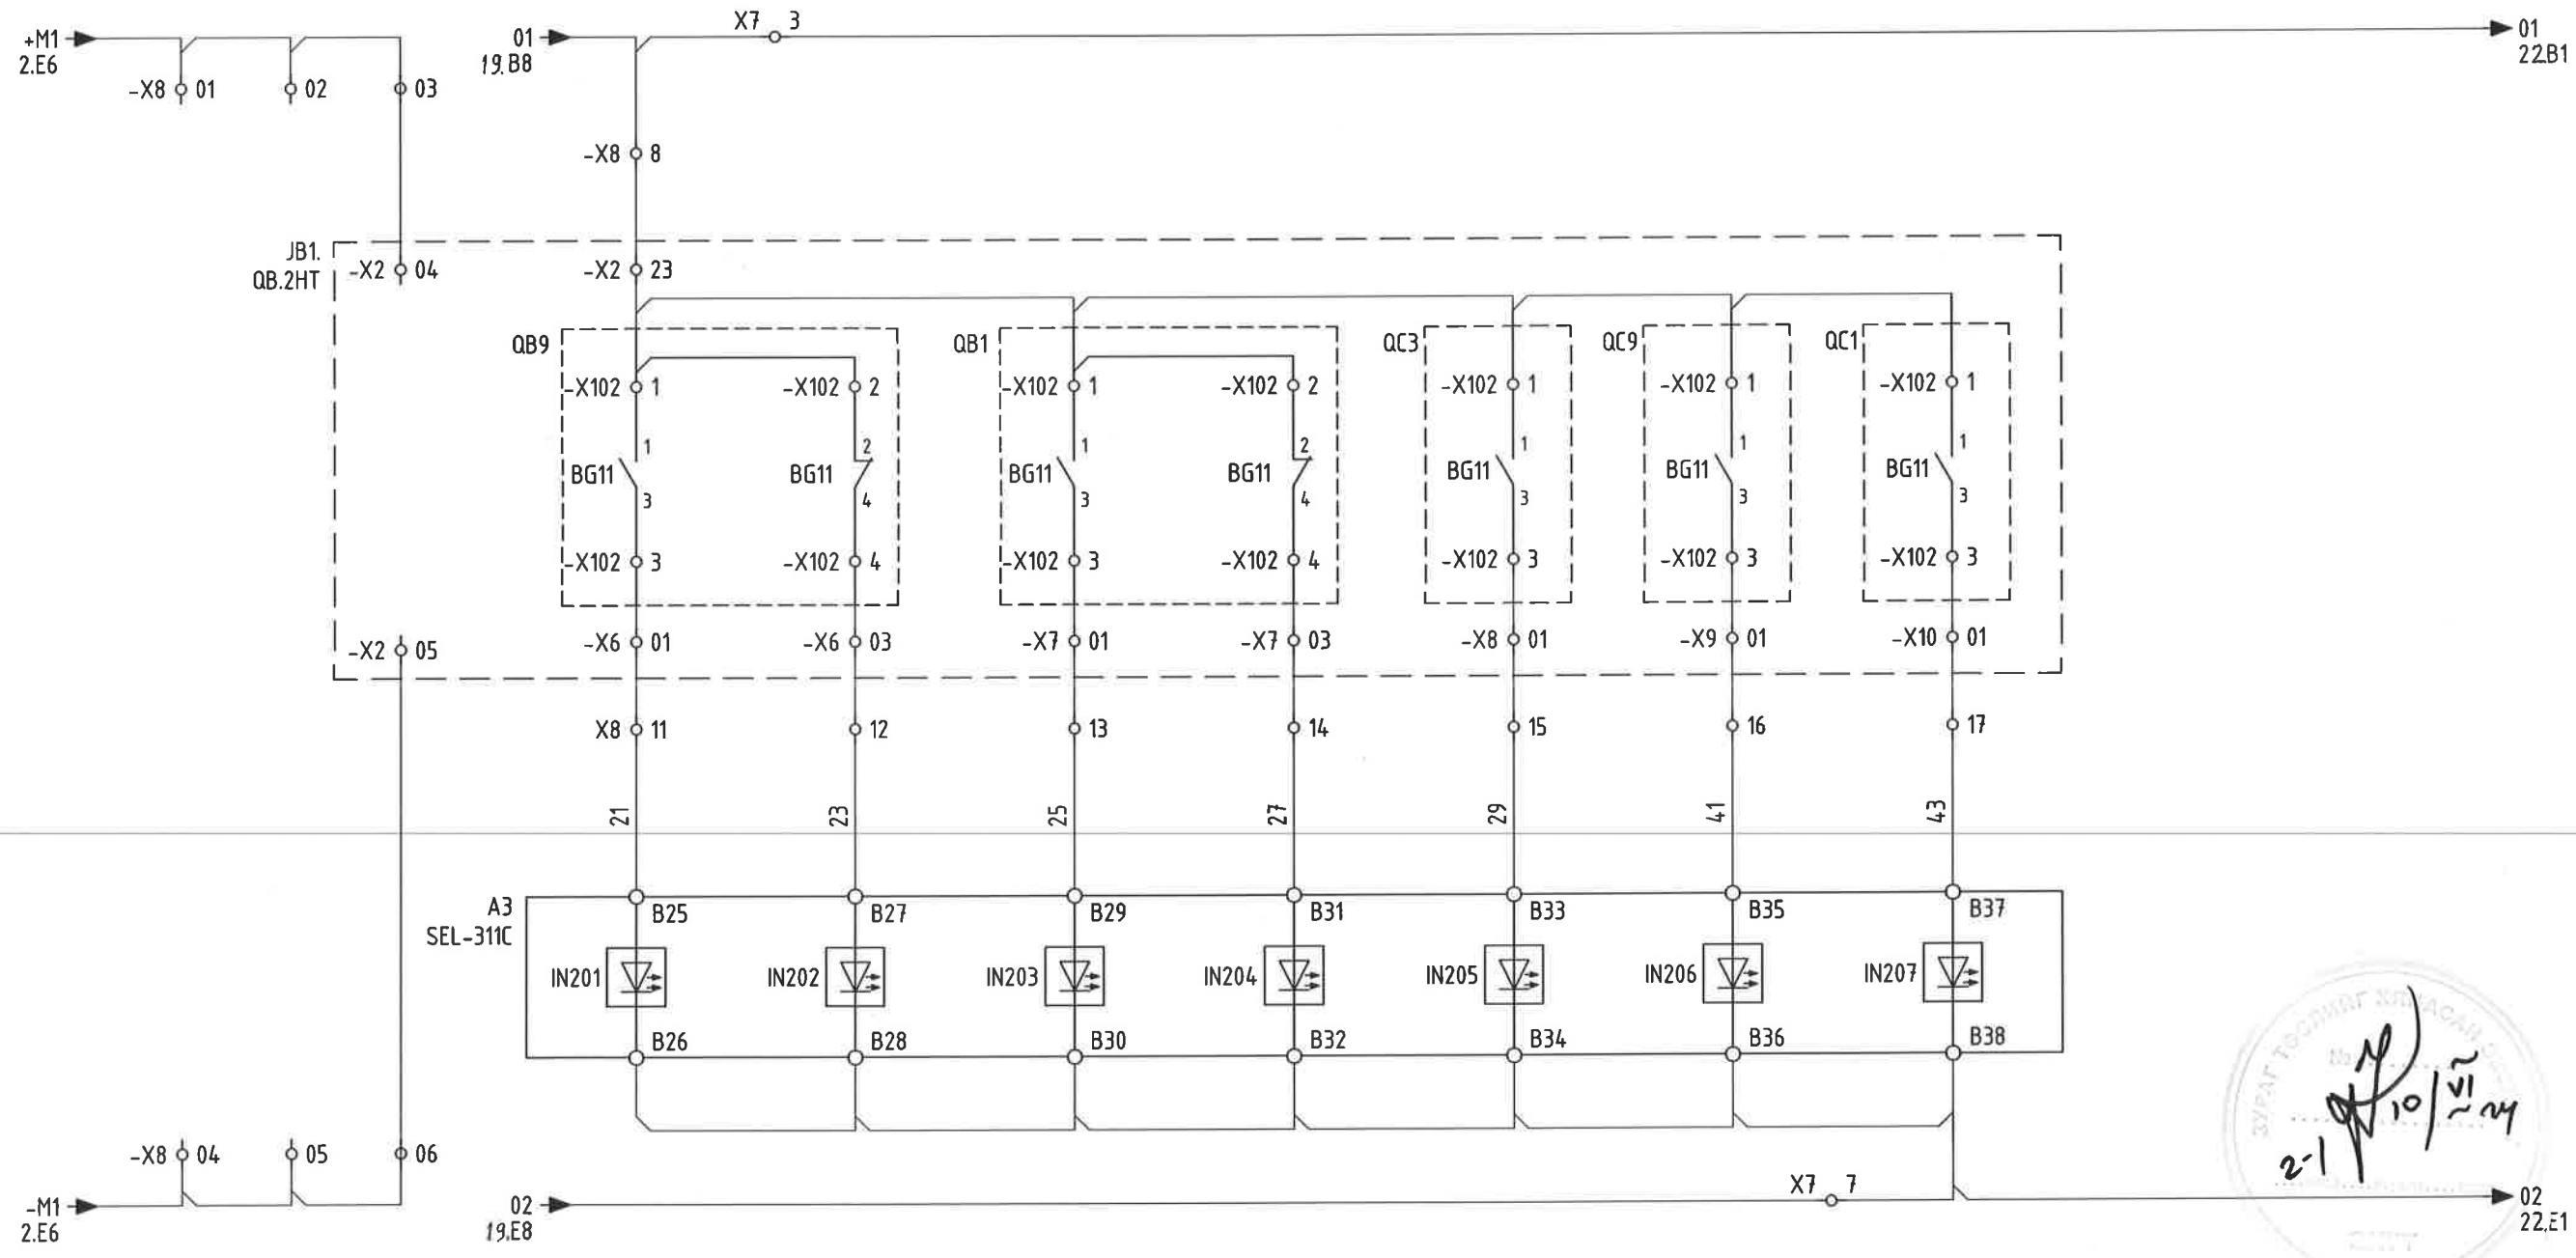 +M1
2.E6
-X8 01 02 03
01
19.B8
X7 3
01
22.B1
-X8 8
JB1.
QB.2HT
-X2 04
-X2 23
QB9
QB1
QC3
QC9
QC1
-X102 1
-X102 2
-X102 1
-X102 2
-X102 1
-X102 1
-X102 1
BG11 1 3
BG11 2 4
BG11 1 3
BG11 2 4
BG11 1 3
BG11 1 3
BG11 1 3
-X102 3
-X102 4
-X102 3
-X102 4
-X102 3
-X102 3
-X102 3
-X2 05
-X6 01
-X6 03
-X7 01
-X7 03
-X8 01
-X9 01
-X10 01
X8 11 12 13 14 15 16 17
21 23 25 27 29 41 43
A3
SEL-311C
B25 B27 B29 B31 B33 B35 B37
IN201 IN202 IN203 IN204 IN205 IN206 IN207
B26 B28 B30 B32 B34 B36 B38
-X8 04 05 06
-M1
2.E6
02
19.E8
X7 7
02
22.E1
ЗУРАГ ТӨСЛИЙГ
№
10/VI
2-1